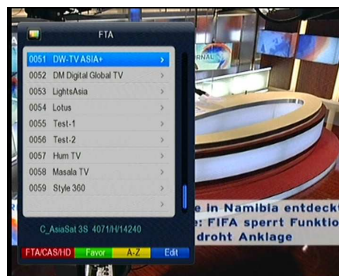 FTA
0051 DW-TV ASIA+
0052 DM Digital Global TV
0053 LightsAsia
0054 Lotus
0055 Test-1
0056 Test-2
0057 Hum TV
0058 Masala TV
0059 Style 360
C_AsiaSat 3S 4071/H/14240
FTA/CAS/HD Favor A-Z Edit
JOURNAL
e in Namibia entdeckt
e: FIFA sperrt Funktio
droht Anklage